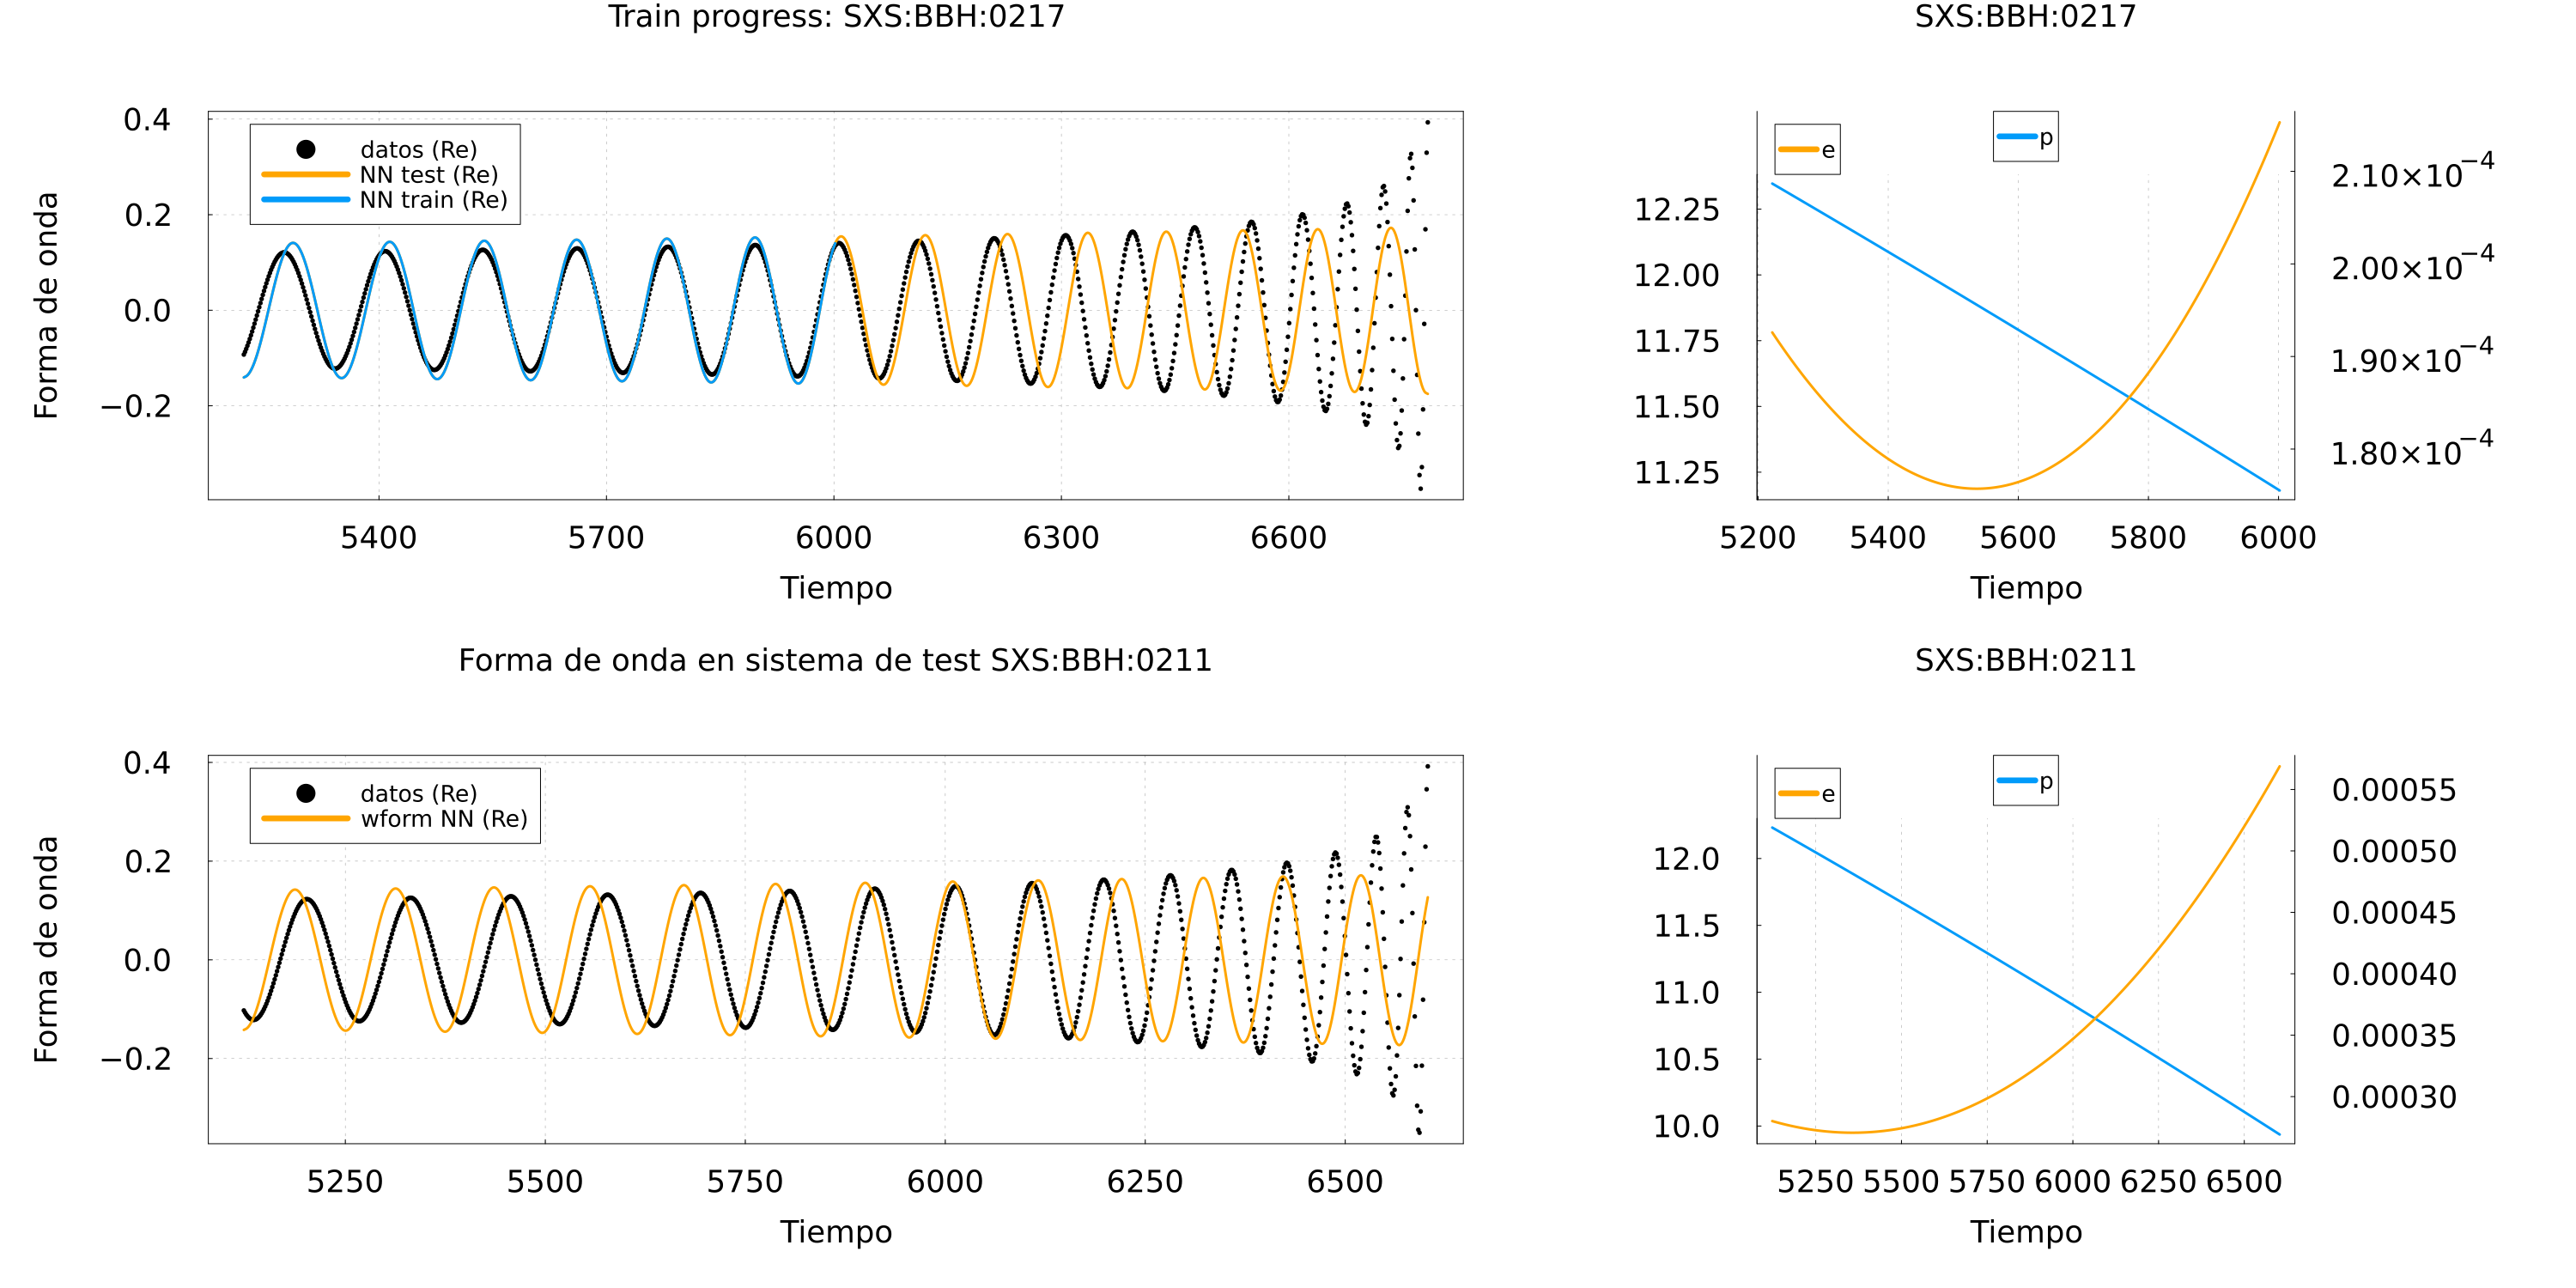 Train progress: SXS:BBH:0217
Forma de onda
0.4
0.2
0.0
−0.2
datos (Re)
NN test (Re)
NN train (Re)
5400 5700 6000 6300 6600
Tiempo
SXS:BBH:0217
e
p
12.25
12.00
11.75
11.50
11.25
2.10×10⁻⁴
2.00×10⁻⁴
1.90×10⁻⁴
1.80×10⁻⁴
5200 5400 5600 5800 6000
Tiempo
Forma de onda en sistema de test SXS:BBH:0211
Forma de onda
0.4
0.2
0.0
−0.2
datos (Re)
wform NN (Re)
5250 5500 5750 6000 6250 6500
Tiempo
SXS:BBH:0211
e
p
12.0
11.5
11.0
10.5
10.0
0.00055
0.00050
0.00045
0.00040
0.00035
0.00030
5250 5500 5750 6000 6250 6500
Tiempo